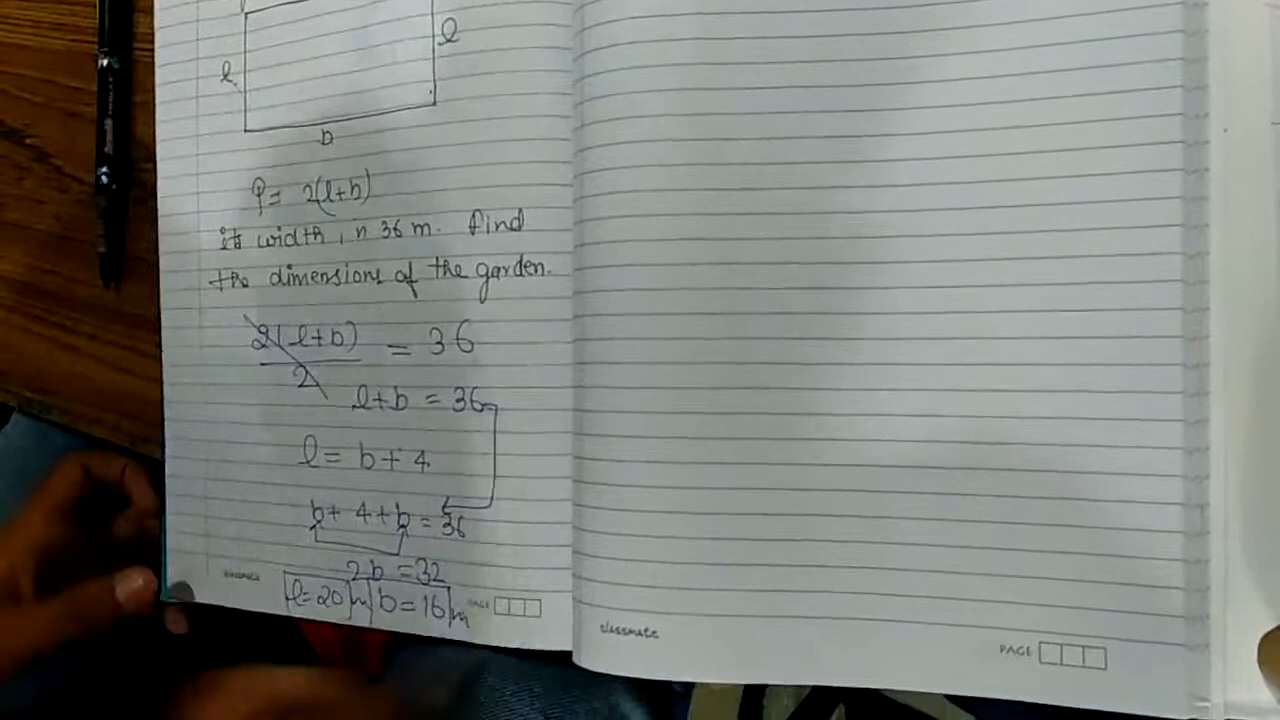 l
l
b
P = 2(l+b)
its width, is 36 m. Find
the dimensions of the garden.
2(l+b) = 36
2
l+b = 36
l = b + 4
b + 4 + b = 36
2b = 32
l = 20 m b = 16 m
classmate
PAGE
classmate
PAGE